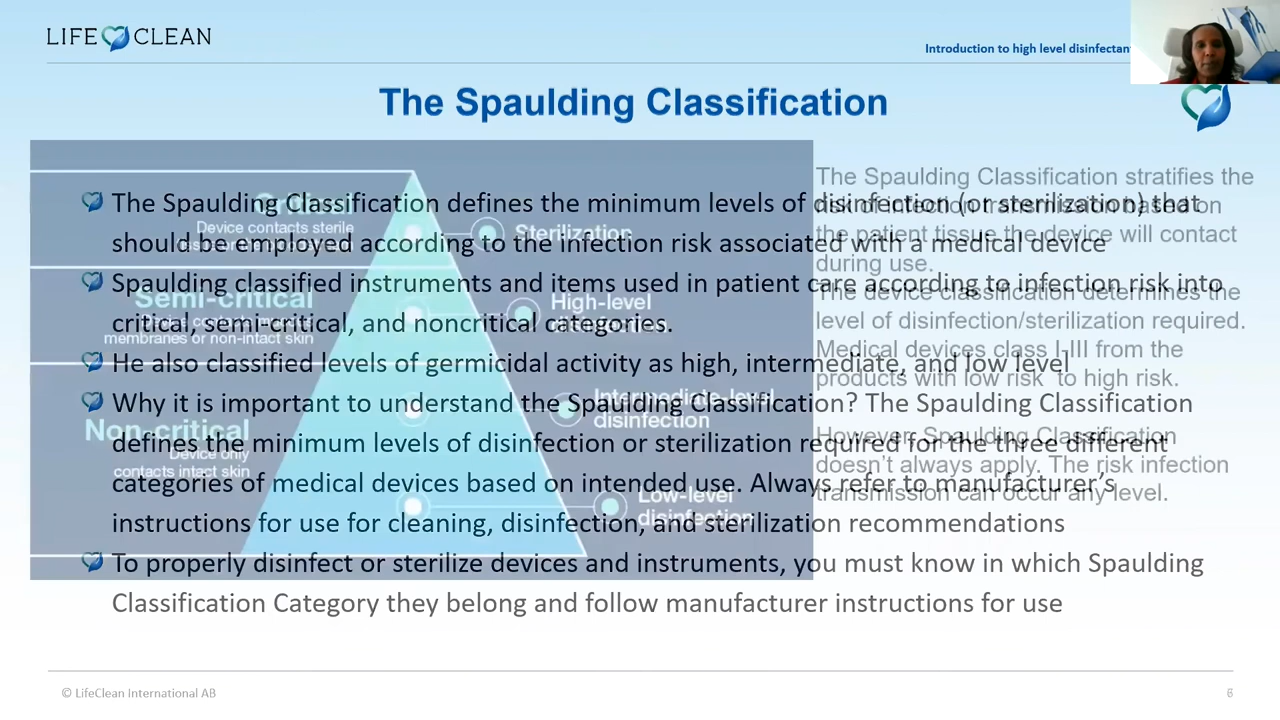 LIFE CLEAN
Introduction to high level disinfectant
The Spaulding Classification
The Spaulding Classification defines the minimum levels of disinfection (or sterilization) that
should be employed according to the infection risk associated with a medical device
Spaulding classified instruments and items used in patient care according to infection risk into
critical, semi-critical, and noncritical categories.
He also classified levels of germicidal activity as high, intermediate, and low level
Why it is important to understand the Spaulding Classification? The Spaulding Classification
defines the minimum levels of disinfection or sterilization required for the three different
categories of medical devices based on intended use. Always refer to manufacturer's
instructions for use for cleaning, disinfection, and sterilization recommendations
To properly disinfect or sterilize devices and instruments, you must know in which Spaulding
Classification Category they belong and follow manufacturer instructions for use
Critical
Device contacts sterile
Sterilization
Semi-critical
membranes or non-intact skin
High-level
Non-critical
Device only
contacts intact skin
Intermediate-level
disinfection
Low-level
disinfection
The Spaulding Classification stratifies the
risk of infection transmission based on
the patient tissue the device will contact
during use.
The device classification determines the
level of disinfection/sterilization required.
Medical devices class I-III from the
products with low risk to high risk.
However, Spaulding Classification
doesn't always apply. The risk infection
transmission can occur any level.
© LifeClean International AB